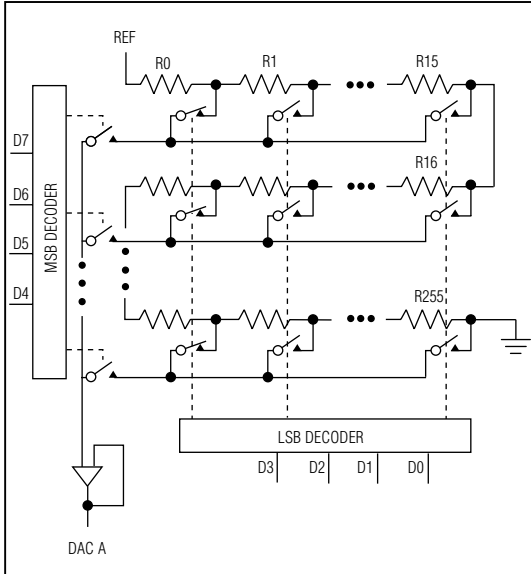 REF
R0
R1
R15
D7
R16
D6
MSB DECODER
D5
D4
R255
LSB DECODER
D3
D2
D1
D0
DAC A